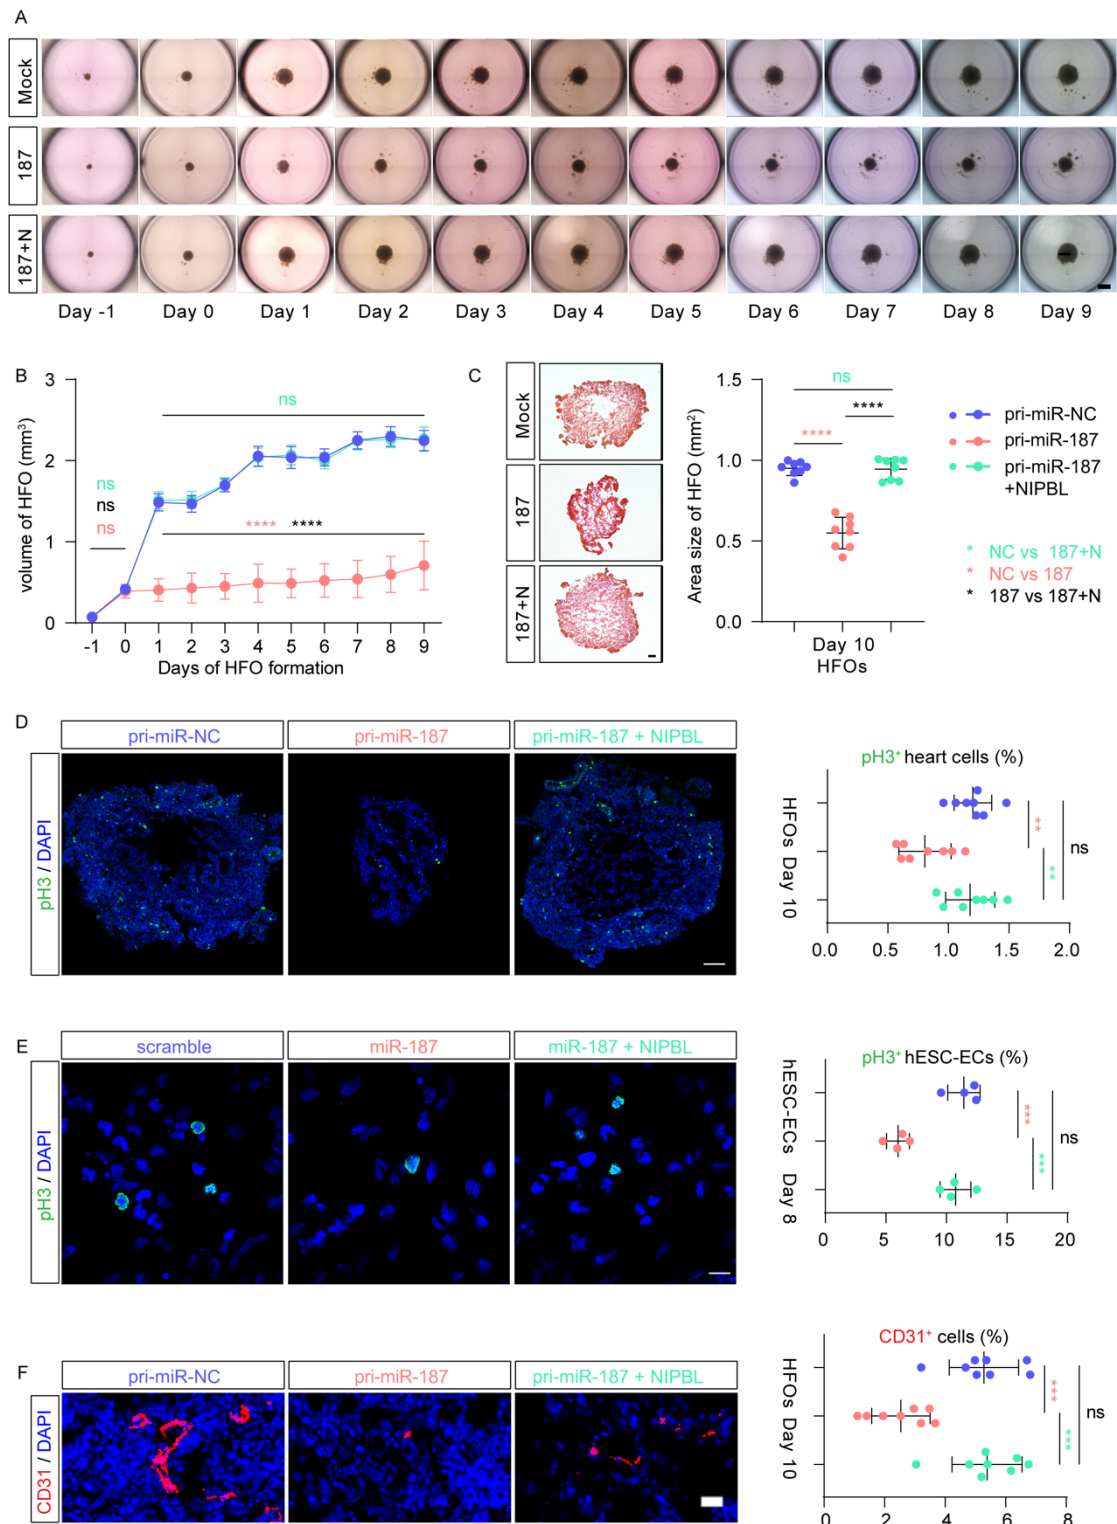 A
Mock
187
187+N
Day -1 Day 0 Day 1 Day 2 Day 3 Day 4 Day 5 Day 6 Day 7 Day 8 Day 9
B
volume of HFO (mm³)
3
2
1
0
ns
ns
ns
ns
**** ****
-1 0 1 2 3 4 5 6 7 8 9
Days of HFO formation
C
Mock
187
187+N
Area size of HFO (mm²)
1.5
1.0
0.5
0.0
ns
****
****
Day 10
HFOs
pri-miR-NC
pri-miR-187
pri-miR-187
+NIPBL
* NC vs 187+N
* NC vs 187
* 187 vs 187+N
D
pri-miR-NC pri-miR-187 pri-miR-187 + NIPBL
pH3 / DAPI
pH3⁺ heart cells (%)
HFOs Day 10
**
**
ns
0.0 0.5 1.0 1.5 2.0
E
scramble miR-187 miR-187 + NIPBL
pH3 / DAPI
pH3⁺ hESC-ECs (%)
hESC-ECs Day 8
***
***
ns
0 5 10 15 20
F
pri-miR-NC pri-miR-187 pri-miR-187 + NIPBL
CD31 / DAPI
CD31⁺ cells (%)
HFOs Day 10
***
***
ns
0 2 4 6 8